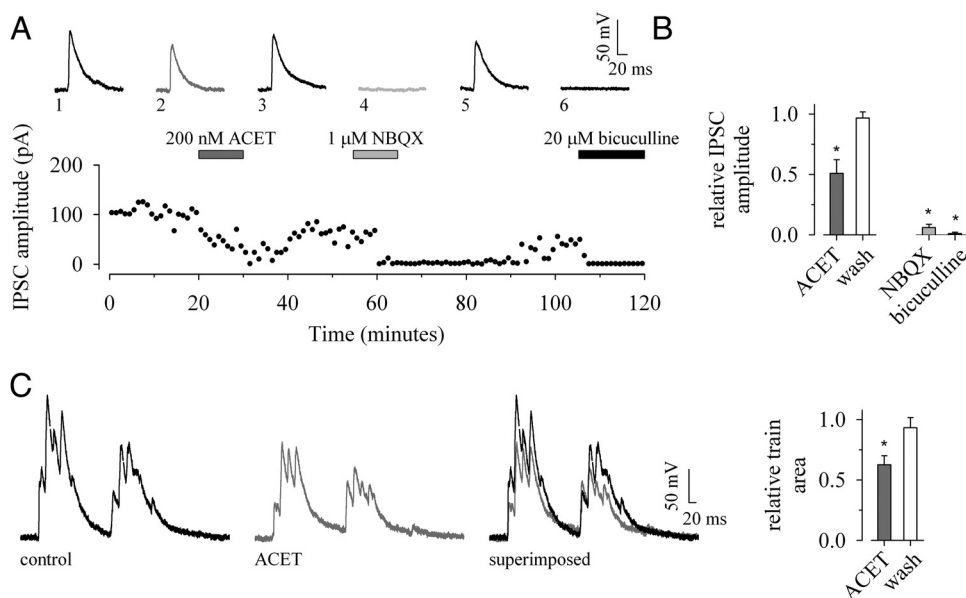 A
1
2
3
4
5
6
50 mV
20 ms
200 nM ACET
1 μM NBQX
20 μM bicuculline
IPSC amplitude (pA)
200
100
0
0
20
40
60
80
100
120
Time (minutes)
B
relative IPSC
amplitude
1.0
0.5
0.0
*
*
*
ACET
wash
NBQX
bicuculline
C
control
ACET
superimposed
50 mV
20 ms
relative train
area
1.0
0.5
0.0
*
ACET
wash